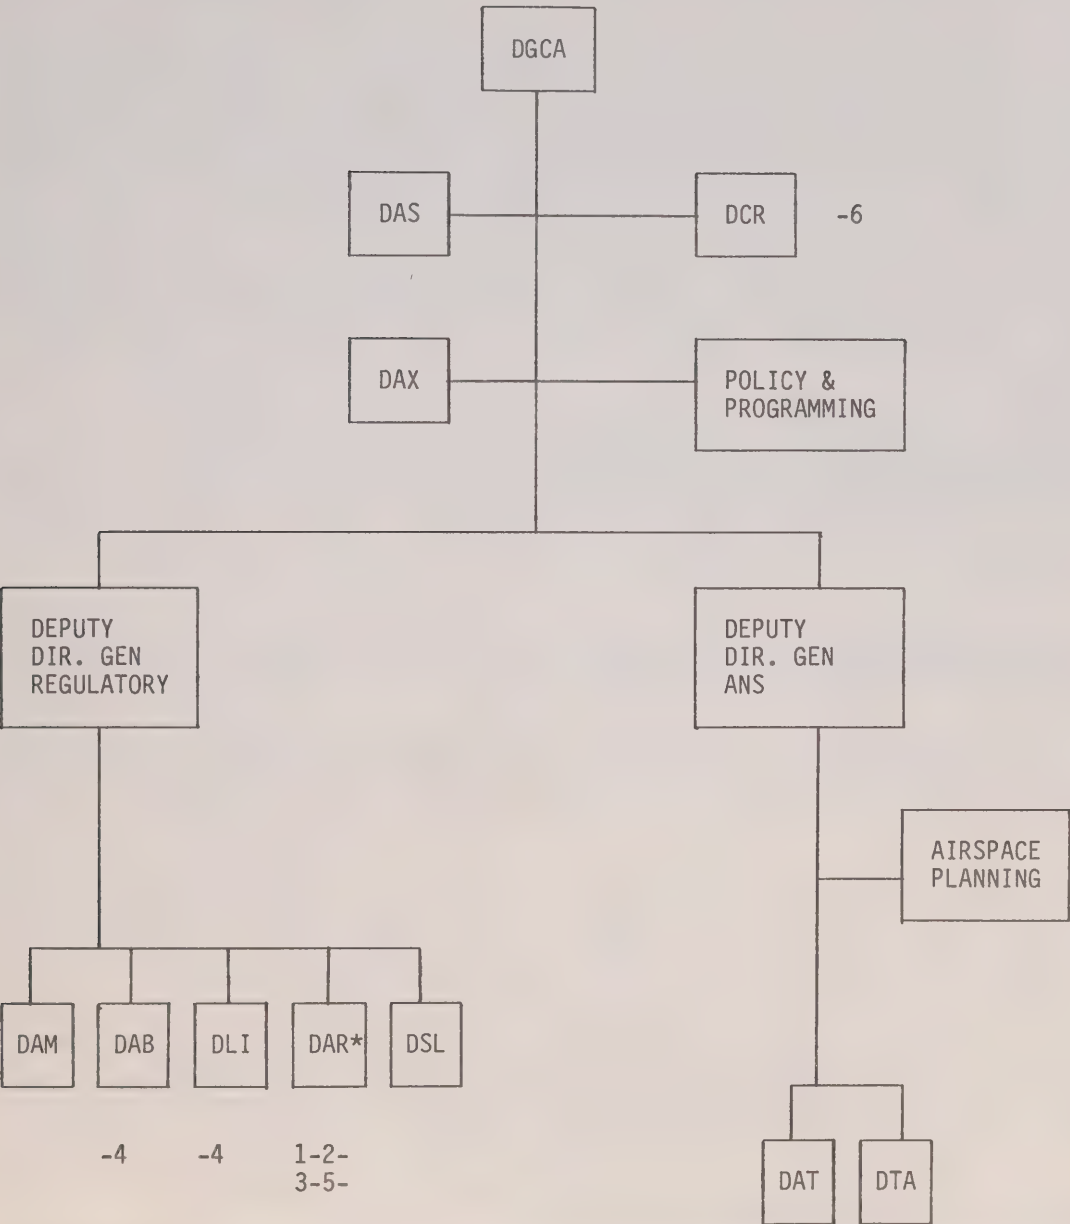 DGCA
DAS
DCR
-6
DAX
POLICY &
PROGRAMMING
DEPUTY
DIR. GEN
REGULATORY
DEPUTY
DIR. GEN
ANS
AIRSPACE
PLANNING
DAM
DAB
DLI
DAR*
DSL
-4
-4
1-2-
3-5-
DAT
DTA